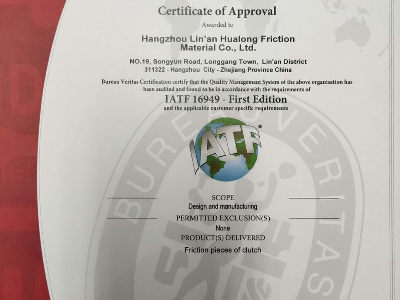 Certificate of Approval
Awarded to
Hangzhou Lin'an Hualong Friction
Material Co., Ltd.
NO.19, Songyun Road, Longgang Town, Lin'an District
311322 - Hangzhou City - Zhejiang Province China
Bureau Veritas Certification certify that the Quality Management System of the above organisation has
been audited and found to be in accordance with the requirements of
IATF 16949 - First Edition
and the applicable customer specific requirements
IATF
SCOPE
Design and manufacturing
PERMITTED EXCLUSION(S)
None
PRODUCT(S) DELIVERED
Friction pieces of clutch
BUREAU VERITAS